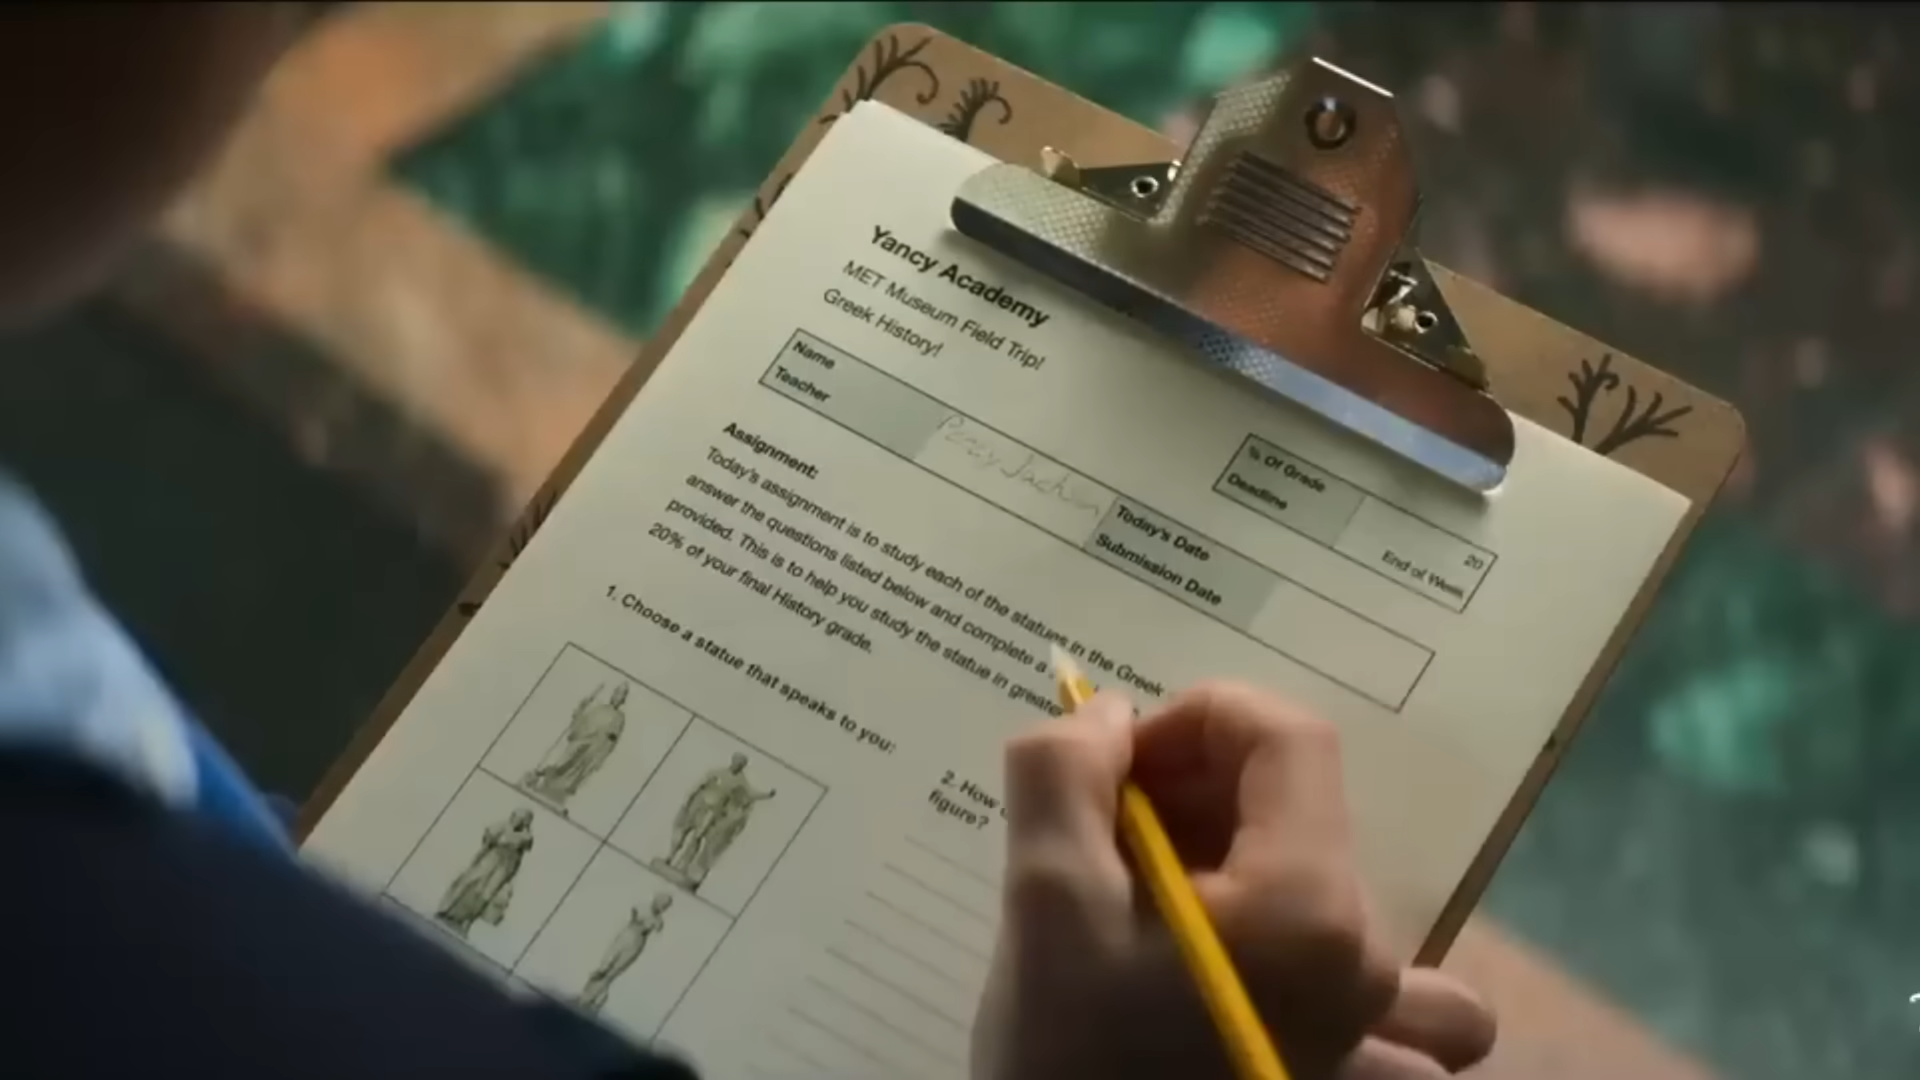 Yancy Academy
MET Museum Field Trip!
Greek History!
% Of Grade 20
Deadline End of Week
Name Percy Jackson Today's Date
Teacher Submission Date
Assignment:
Today's assignment is to study each of the statues in the Greek
answer the questions listed below and complete a
provided. This is to help you study the statue in greater
20% of your final History grade.
1. Choose a statue that speaks to you:
2. How
figure?